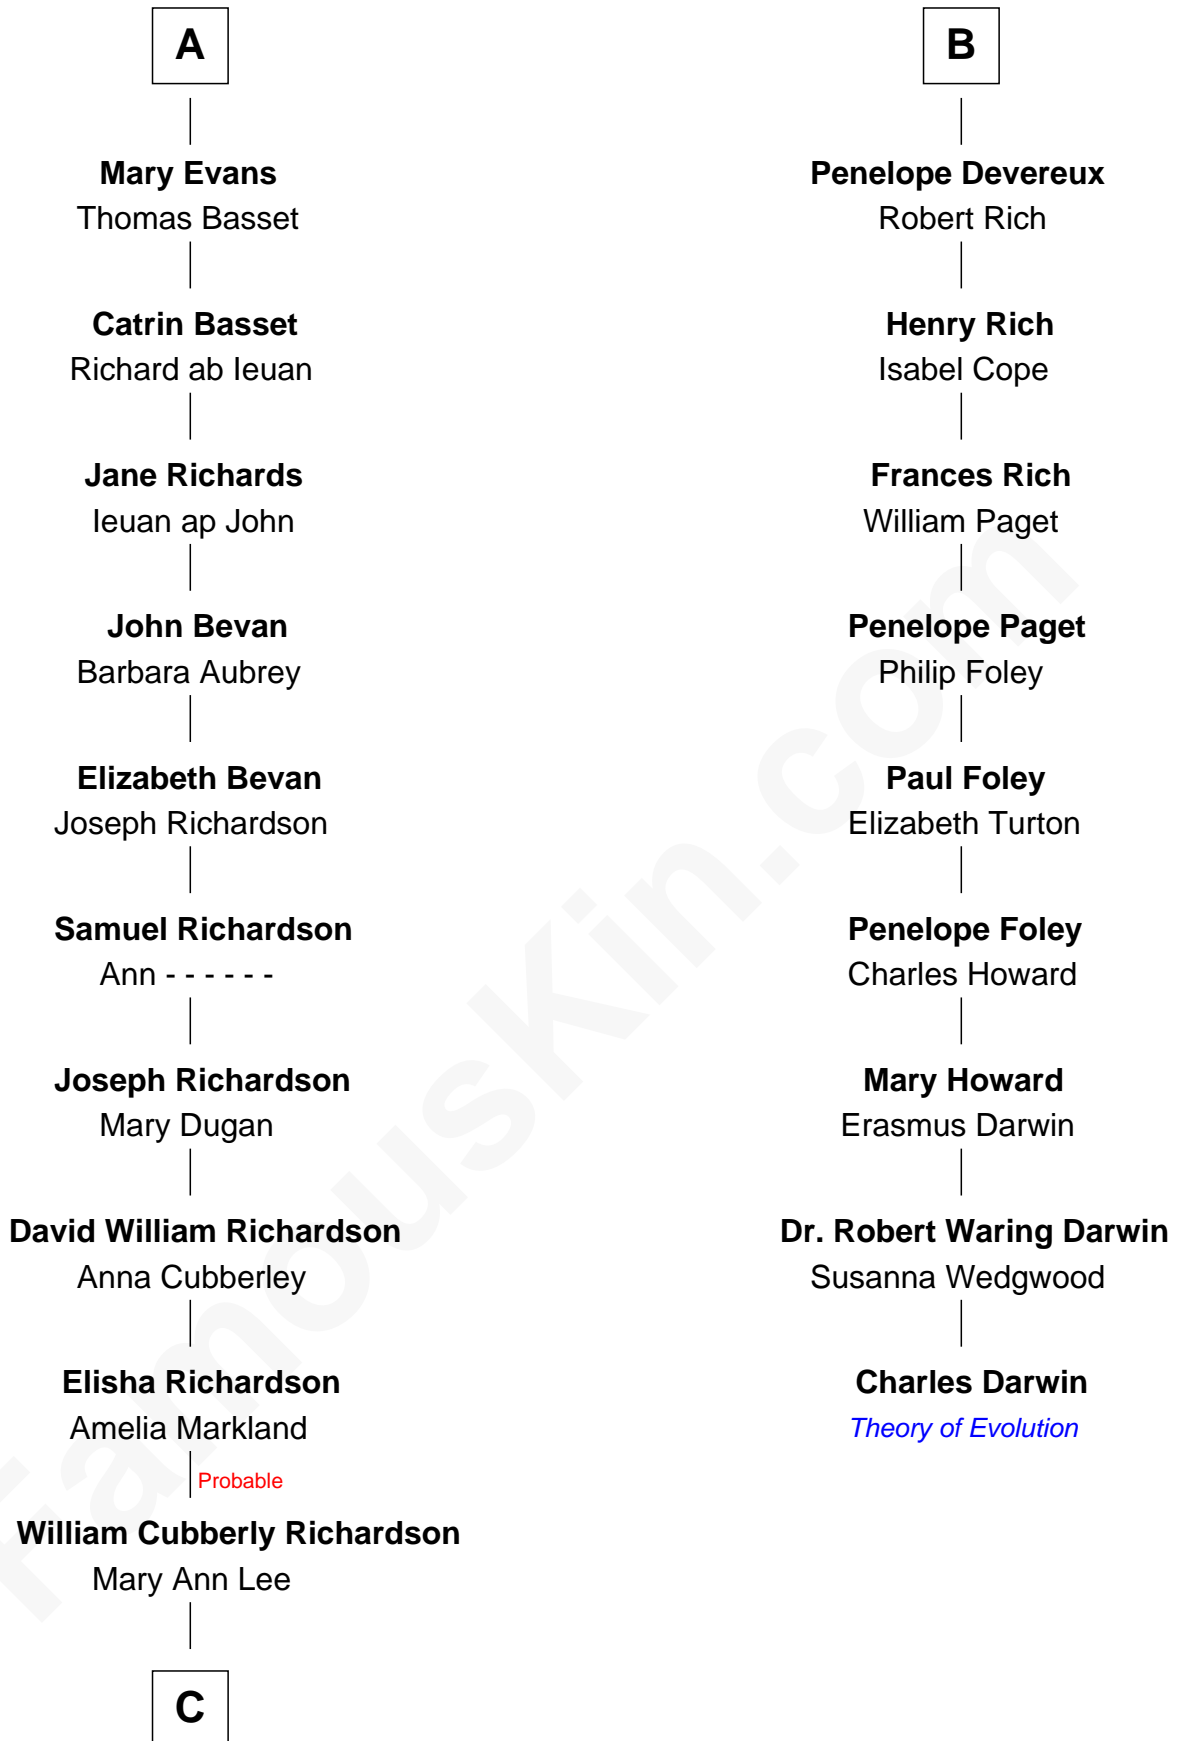 A
Mary Evans
Thomas Basset
Catrin Basset
Richard ab Ieuan
Jane Richards
Ieuan ap John
John Bevan
Barbara Aubrey
Elizabeth Bevan
Joseph Richardson
Samuel Richardson
Ann - - - - - -
Joseph Richardson
Mary Dugan
David William Richardson
Anna Cubberley
Elisha Richardson
Amelia Markland
Probable
William Cubberly Richardson
Mary Ann Lee
C
B
Penelope Devereux
Robert Rich
Henry Rich
Isabel Cope
Frances Rich
William Paget
Penelope Paget
Philip Foley
Paul Foley
Elizabeth Turton
Penelope Foley
Charles Howard
Mary Howard
Erasmus Darwin
Dr. Robert Waring Darwin
Susanna Wedgwood
Charles Darwin
Theory of Evolution
FamousKin.com